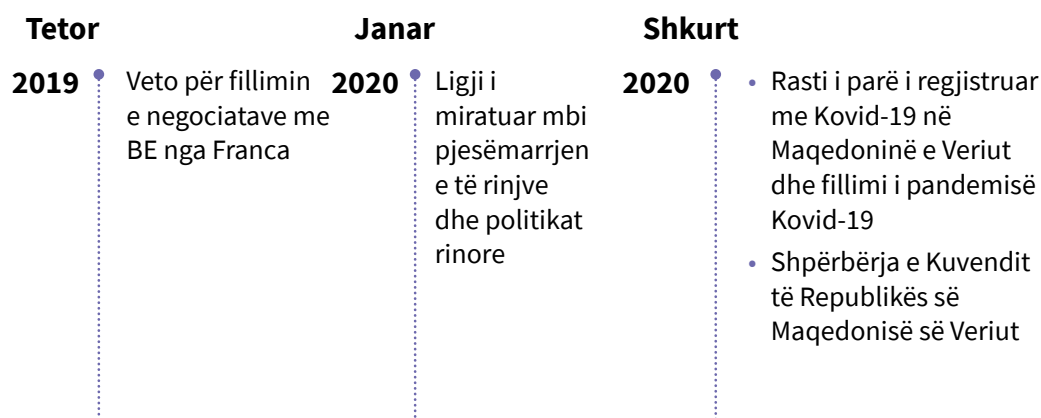 Tetor
2019
Veto për fillimin
e negociatave me
BE nga Franca
Janar
2020
Ligji i
miratuar mbi
pjesëmarrjen
e të rinjve
dhe politikat
rinore
Shkurt
2020
• Rasti i parë i regjistruar
me Kovid-19 në
Maqedoninë e Veriut
dhe fillimi i pandemisë
Kovid-19
• Shpërbërja e Kuvendit
të Republikës së
Maqedonisë së Veriut